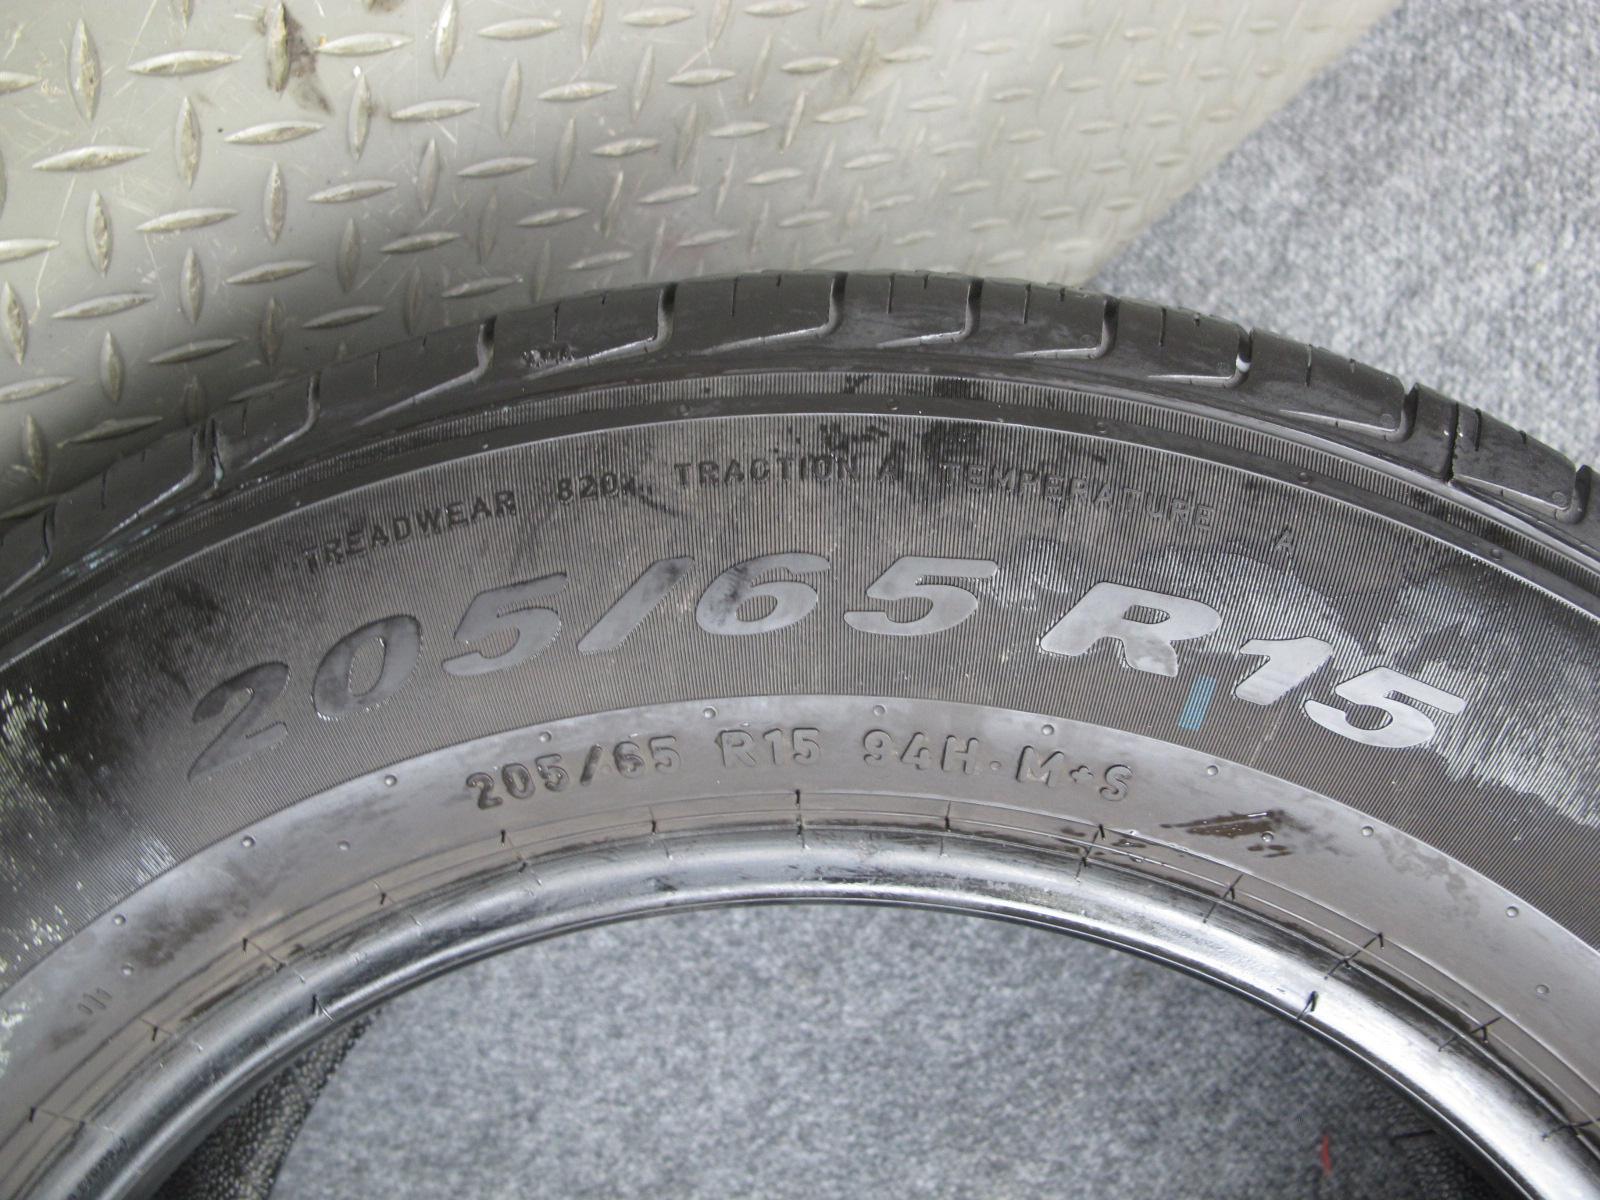 TREADWEAR 820 TRACTION A TEMPERATURE A
205/65 R15
205/65 R15 94H·M+S